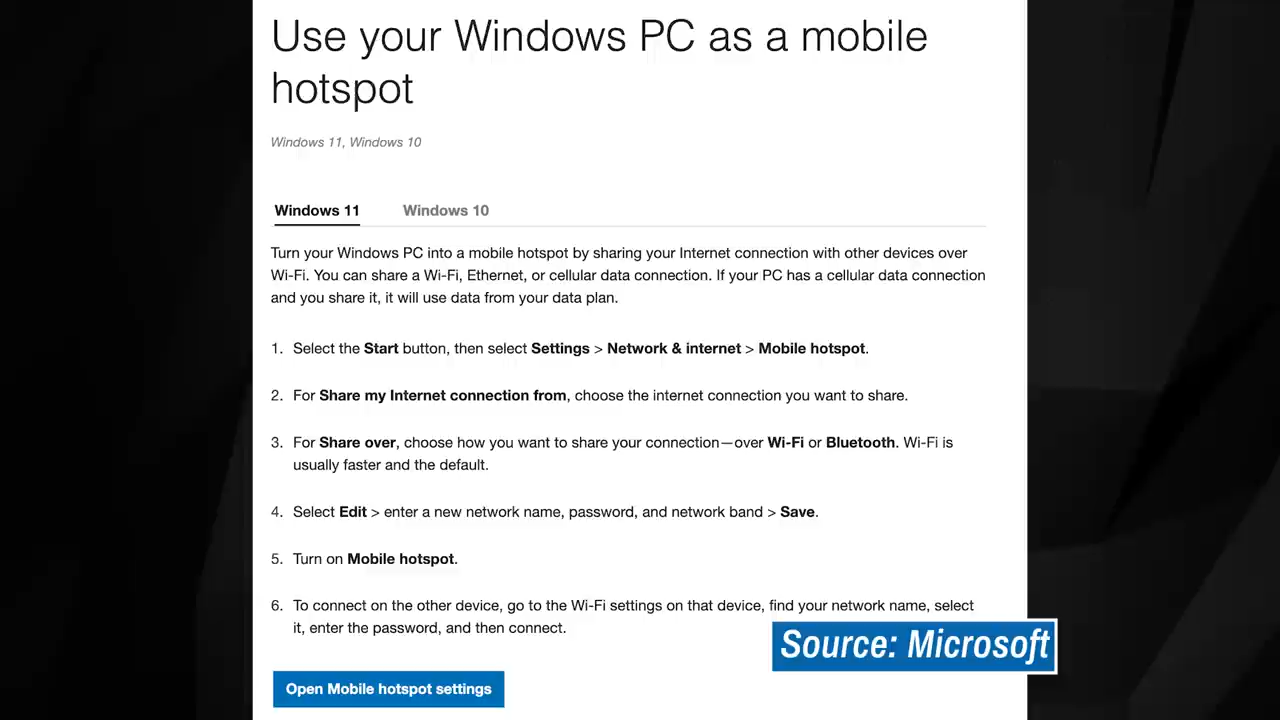 Use your Windows PC as a mobile
hotspot
Windows 11, Windows 10
Windows 11 Windows 10
Turn your Windows PC into a mobile hotspot by sharing your Internet connection with other devices over
Wi-Fi. You can share a Wi-Fi, Ethernet, or cellular data connection. If your PC has a cellular data connection
and you share it, it will use data from your data plan.
1. Select the Start button, then select Settings > Network & internet > Mobile hotspot.
2. For Share my Internet connection from, choose the internet connection you want to share.
3. For Share over, choose how you want to share your connection—over Wi-Fi or Bluetooth. Wi-Fi is
usually faster and the default.
4. Select Edit > enter a new network name, password, and network band > Save.
5. Turn on Mobile hotspot.
6. To connect on the other device, go to the Wi-Fi settings on that device, find your network name, select
it, enter the password, and then connect.
Source: Microsoft
Open Mobile hotspot settings